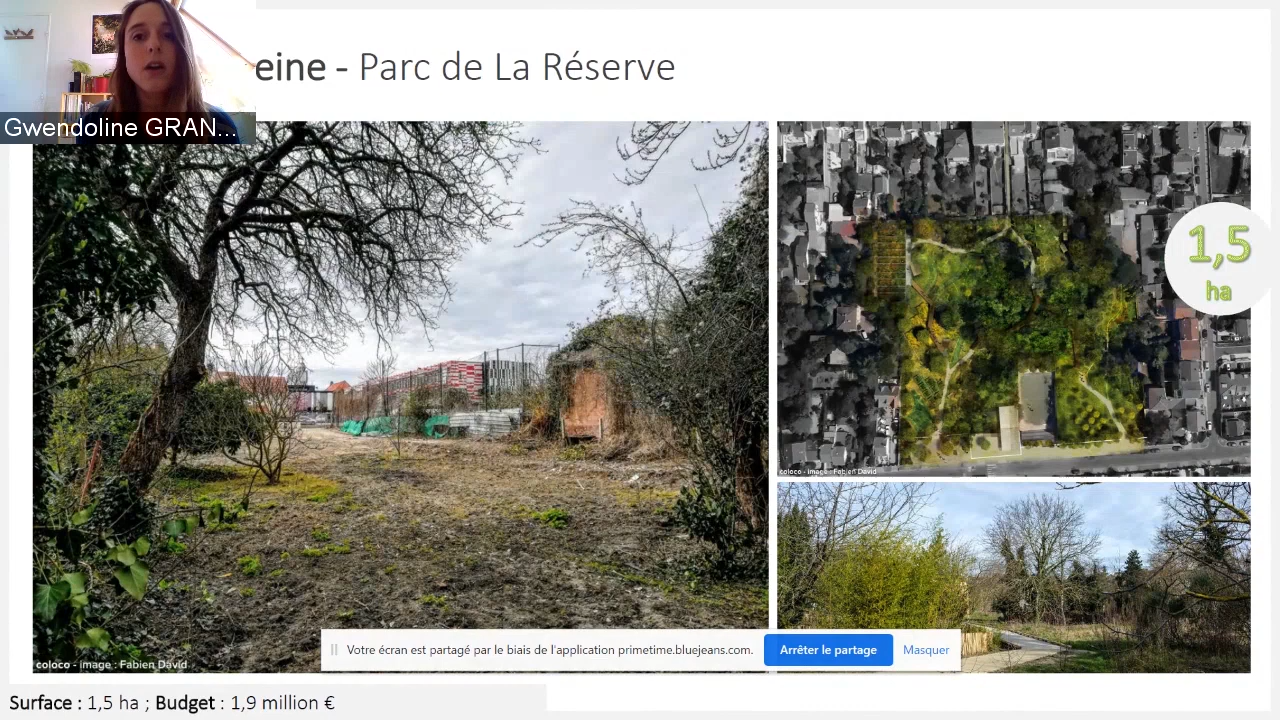 eine - Parc de La Réserve
Gwendoline GRAN...
1,5
ha
coloco - image : Fabien David
coloco - image : Fabien David
Votre écran est partagé par le biais de l'application primetime.bluejeans.com.
Arrêter le partage
Masquer
Surface : 1,5 ha ; Budget : 1,9 million €